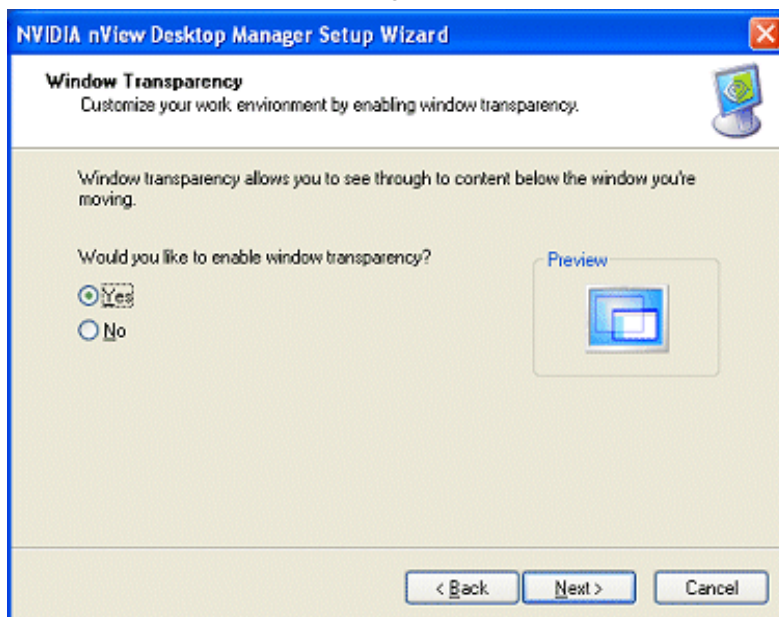 NVIDIA nView Desktop Manager Setup Wizard
Window Transparency
Customize your work environment by enabling window transparency.
Window transparency allows you to see through to content below the window you're
moving.
Would you like to enable window transparency?
Preview
Yes
No
< Back
Next >
Cancel